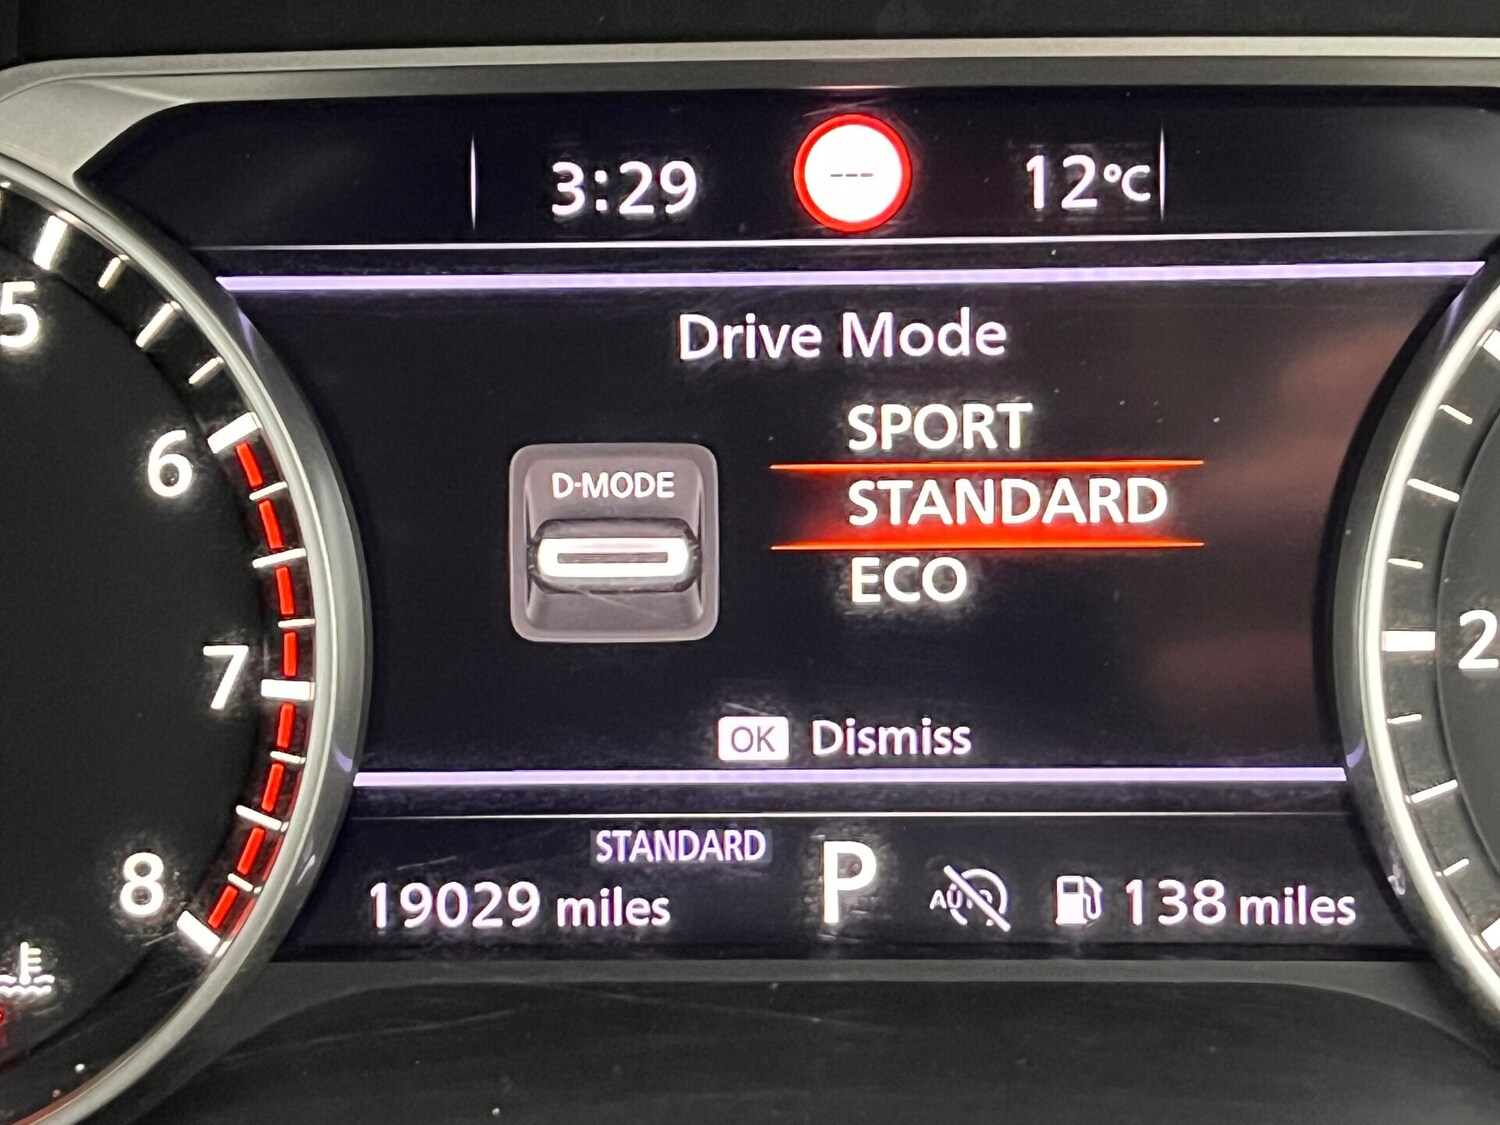 3:29
---
12°C
Drive Mode
SPORT
D-MODE
STANDARD
ECO
OK Dismiss
STANDARD
19029 miles
P
AUTO
138 miles
5
6
7
8
2